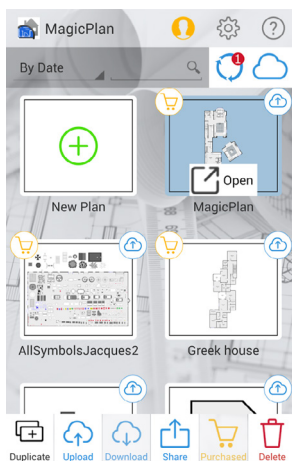 MagicPlan
?
By Date
1
Open
New Plan
MagicPlan
AllSymbolsJacques2
Greek house
Duplicate Upload Download Share Purchased Delete